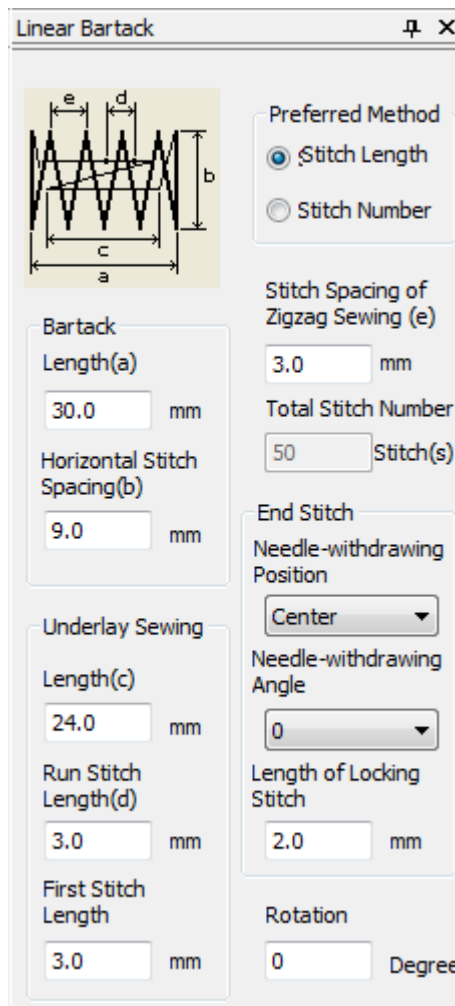 Linear Bartack
e
d
b
c
a
Preferred Method
Stitch Length
Stitch Number
Bartack
Length(a)
30.0 mm
Horizontal Stitch
Spacing(b)
9.0 mm
Underlay Sewing
Length(c)
24.0 mm
Run Stitch
Length(d)
3.0 mm
First Stitch
Length
3.0 mm
Stitch Spacing of
Zigzag Sewing (e)
3.0 mm
Total Stitch Number
50 Stitch(s)
End Stitch
Needle-withdrawing
Position
Center
Needle-withdrawing
Angle
0
Length of Locking
Stitch
2.0 mm
Rotation
0 Degree